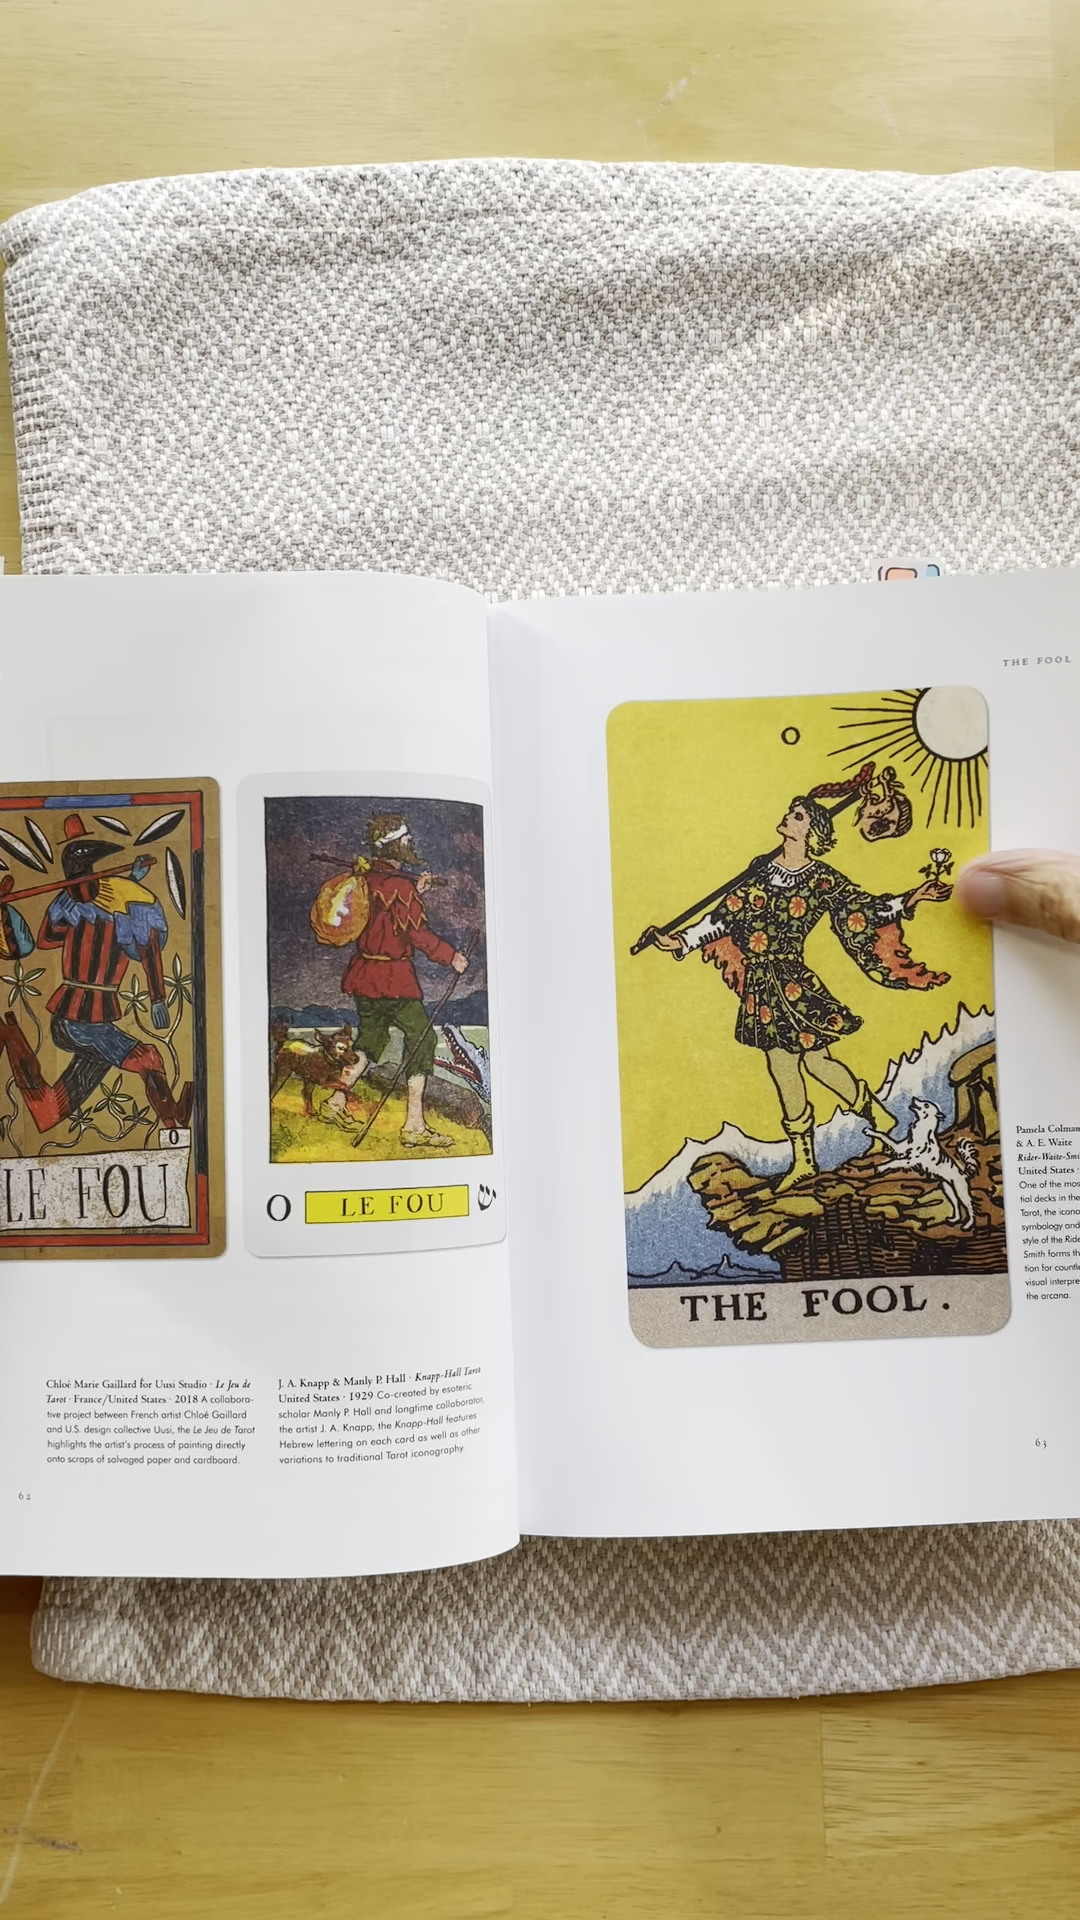 0
LE FOU
0 LE FOU ש
Chloé Marie Gaillard for Uusi Studio · Le Jeu de
Tarot · France/United States · 2018 A collabora-
tive project between French artist Chloé Gaillard
and U.S. design collective Uusi, the Le Jeu de Tarot
highlights the artist's process of painting directly
onto scraps of salvaged paper and cardboard.
J. A. Knapp & Manly P. Hall · Knapp-Hall Tarot
United States · 1929 Co-created by esoteric
scholar Manly P. Hall and longtime collaborator,
the artist J. A. Knapp, the Knapp-Hall features
Hebrew lettering on each card as well as other
variations to traditional Tarot iconography.
62
THE FOOL
0
THE FOOL.
Pamela Colman
& A. E. Waite
Rider-Waite-Smi
United States ·
One of the mos
tial decks in the
Tarot, the icono
symbology and
style of the Ride
Smith forms th
tion for countle
visual interpre
the arcana.
63